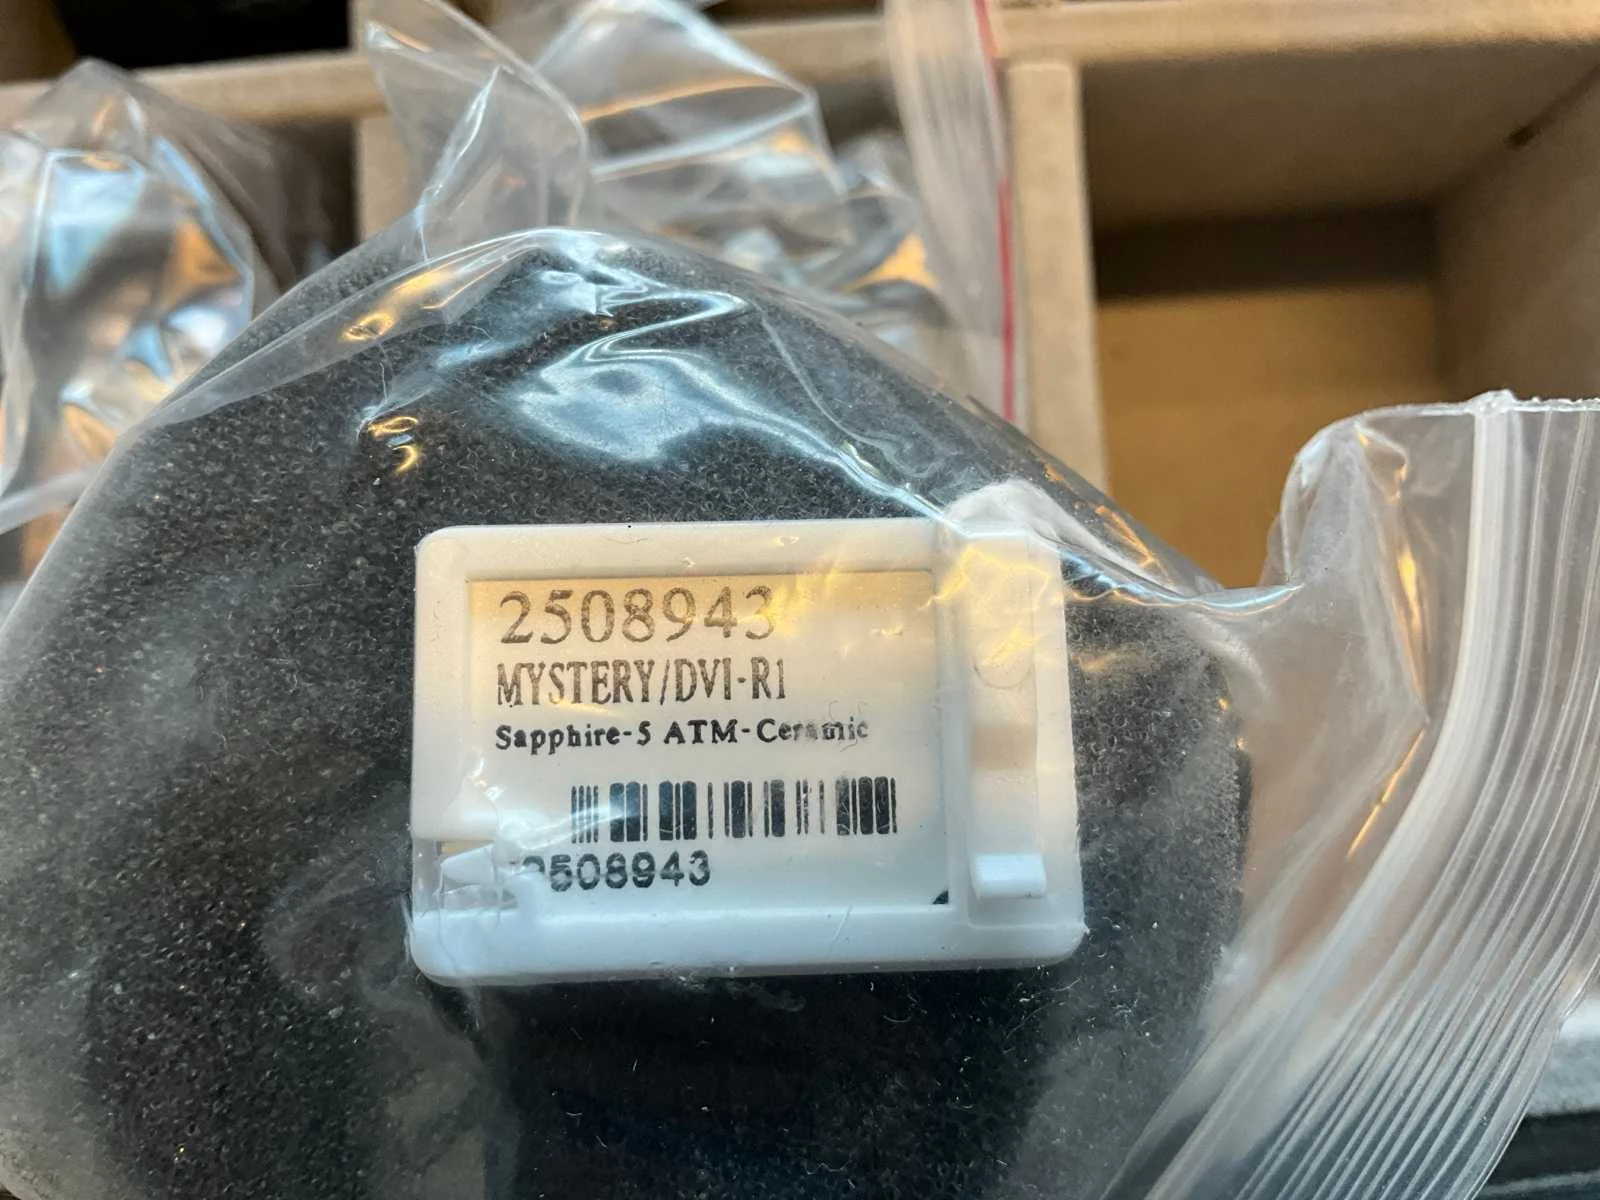 2508943
MYSTERY/DVI-R1
Sapphire-5 ATM-Ceramic
2508943